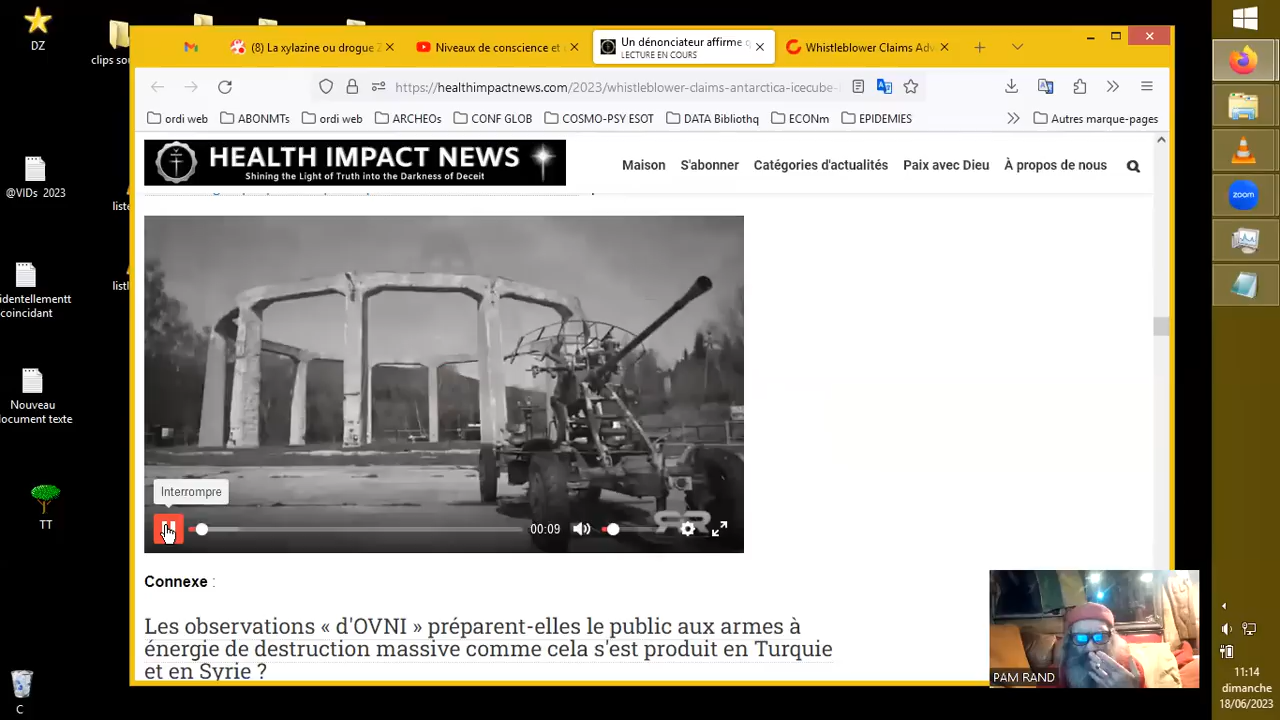 DZ
clips sou
(8) La xylazine ou drogue Z
Niveaux de conscience et c
Un dénonciateur affirme q
LECTURE EN COURS
Whistleblower Claims Adv
https://healthimpactnews.com/2023/whistleblower-claims-antarctica-icecube-
ordi web
ABONMTs
ordi web
ARCHEOs
CONF GLOB
COSMO-PSY ESOT
DATA Bibliothq
ECONm
EPIDEMIES
Autres marque-pages
HEALTH IMPACT NEWS
Shining the Light of Truth into the Darkness of Deceit
Maison
S'abonner
Catégories d'actualités
Paix avec Dieu
À propos de nous
@VIDs 2023
liste
identellementt
coincidant
listl
Nouveau
document texte
TT
C
zoom
Interrompre
00:09
Connexe :
Les observations « d'OVNI » préparent-elles le public aux armes à
énergie de destruction massive comme cela s'est produit en Turquie
et en Syrie ?
PAM RAND
11:14
dimanche
18/06/2023